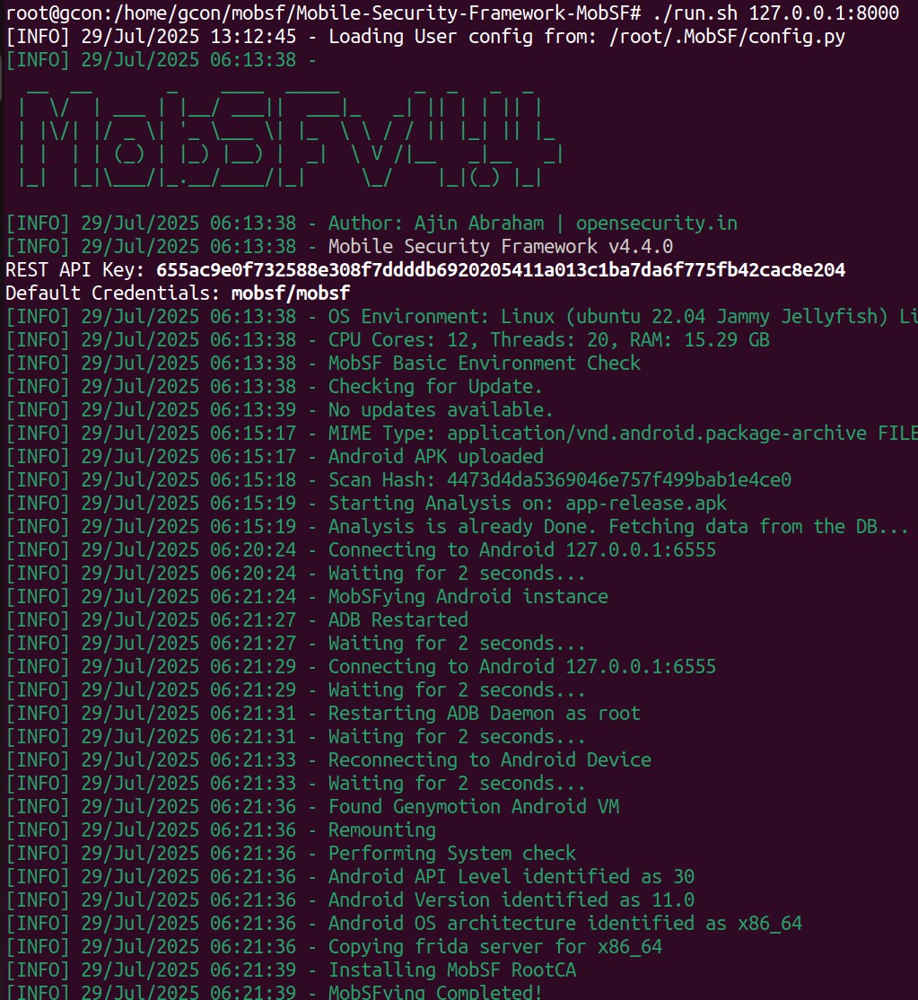 root@gcon:/home/gcon/mobsf/Mobile-Security-Framework-MobSF# ./run.sh 127.0.0.1:8000
[INFO] 29/Jul/2025 13:12:45 - Loading User config from: /root/.MobSF/config.py
[INFO] 29/Jul/2025 06:13:38 -
MobSF v4.4
[INFO] 29/Jul/2025 06:13:38 - Author: Ajin Abraham | opensecurity.in
[INFO] 29/Jul/2025 06:13:38 - Mobile Security Framework v4.4.0
REST API Key: 655ac9e0f732588e308f7ddddb6920205411a013c1ba7da6f775fb42cac8e204
Default Credentials: mobsf/mobsf
[INFO] 29/Jul/2025 06:13:38 - OS Environment: Linux (ubuntu 22.04 Jammy Jellyfish) Li
[INFO] 29/Jul/2025 06:13:38 - CPU Cores: 12, Threads: 20, RAM: 15.29 GB
[INFO] 29/Jul/2025 06:13:38 - MobSF Basic Environment Check
[INFO] 29/Jul/2025 06:13:38 - Checking for Update.
[INFO] 29/Jul/2025 06:13:39 - No updates available.
[INFO] 29/Jul/2025 06:15:17 - MIME Type: application/vnd.android.package-archive FILE
[INFO] 29/Jul/2025 06:15:17 - Android APK uploaded
[INFO] 29/Jul/2025 06:15:18 - Scan Hash: 4473d4da5369046e757f499bab1e4ce0
[INFO] 29/Jul/2025 06:15:19 - Starting Analysis on: app-release.apk
[INFO] 29/Jul/2025 06:15:19 - Analysis is already Done. Fetching data from the DB...
[INFO] 29/Jul/2025 06:20:24 - Connecting to Android 127.0.0.1:6555
[INFO] 29/Jul/2025 06:20:24 - Waiting for 2 seconds...
[INFO] 29/Jul/2025 06:21:24 - MobSFying Android instance
[INFO] 29/Jul/2025 06:21:27 - ADB Restarted
[INFO] 29/Jul/2025 06:21:27 - Waiting for 2 seconds...
[INFO] 29/Jul/2025 06:21:29 - Connecting to Android 127.0.0.1:6555
[INFO] 29/Jul/2025 06:21:29 - Waiting for 2 seconds...
[INFO] 29/Jul/2025 06:21:31 - Restarting ADB Daemon as root
[INFO] 29/Jul/2025 06:21:31 - Waiting for 2 seconds...
[INFO] 29/Jul/2025 06:21:33 - Reconnecting to Android Device
[INFO] 29/Jul/2025 06:21:33 - Waiting for 2 seconds...
[INFO] 29/Jul/2025 06:21:36 - Found Genymotion Android VM
[INFO] 29/Jul/2025 06:21:36 - Remounting
[INFO] 29/Jul/2025 06:21:36 - Performing System check
[INFO] 29/Jul/2025 06:21:36 - Android API Level identified as 30
[INFO] 29/Jul/2025 06:21:36 - Android Version identified as 11.0
[INFO] 29/Jul/2025 06:21:36 - Android OS architecture identified as x86_64
[INFO] 29/Jul/2025 06:21:36 - Copying frida server for x86_64
[INFO] 29/Jul/2025 06:21:39 - Installing MobSF RootCA
[INFO] 29/Jul/2025 06:21:39 - MobSFying Completed!